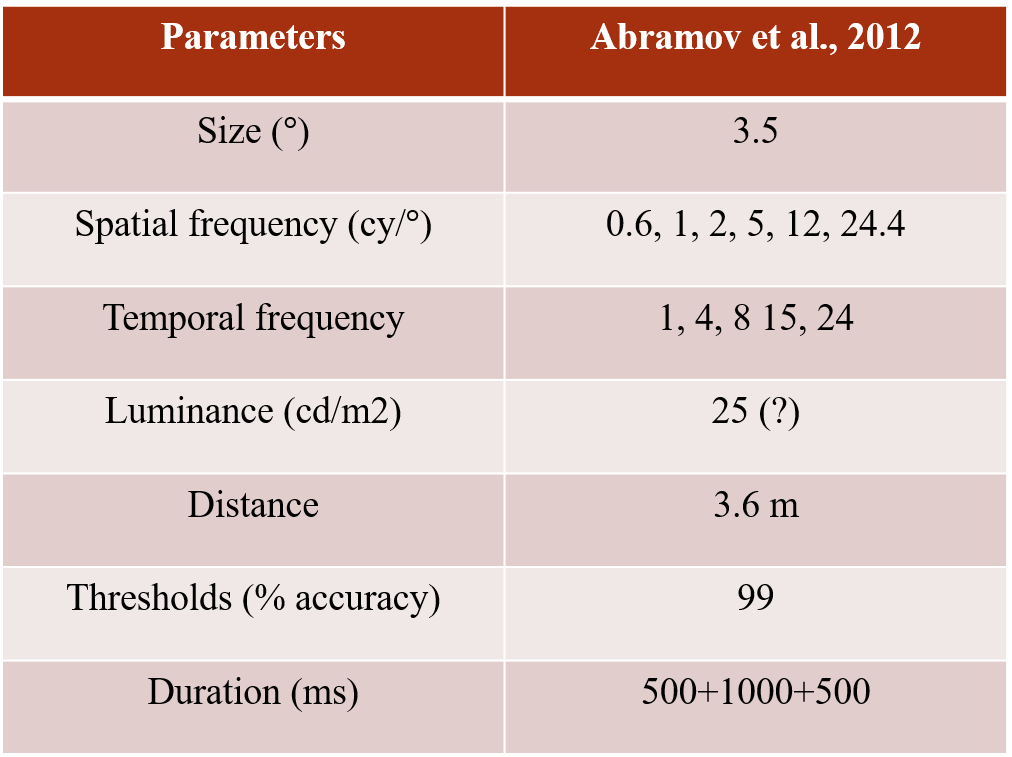 Parameters Abramov et al., 2012
Size (°) 3.5
Spatial frequency (cy/°) 0.6, 1, 2, 5, 12, 24.4
Temporal frequency 1, 4, 8 15, 24
Luminance (cd/m2) 25 (?)
Distance 3.6 m
Thresholds (% accuracy) 99
Duration (ms) 500+1000+500